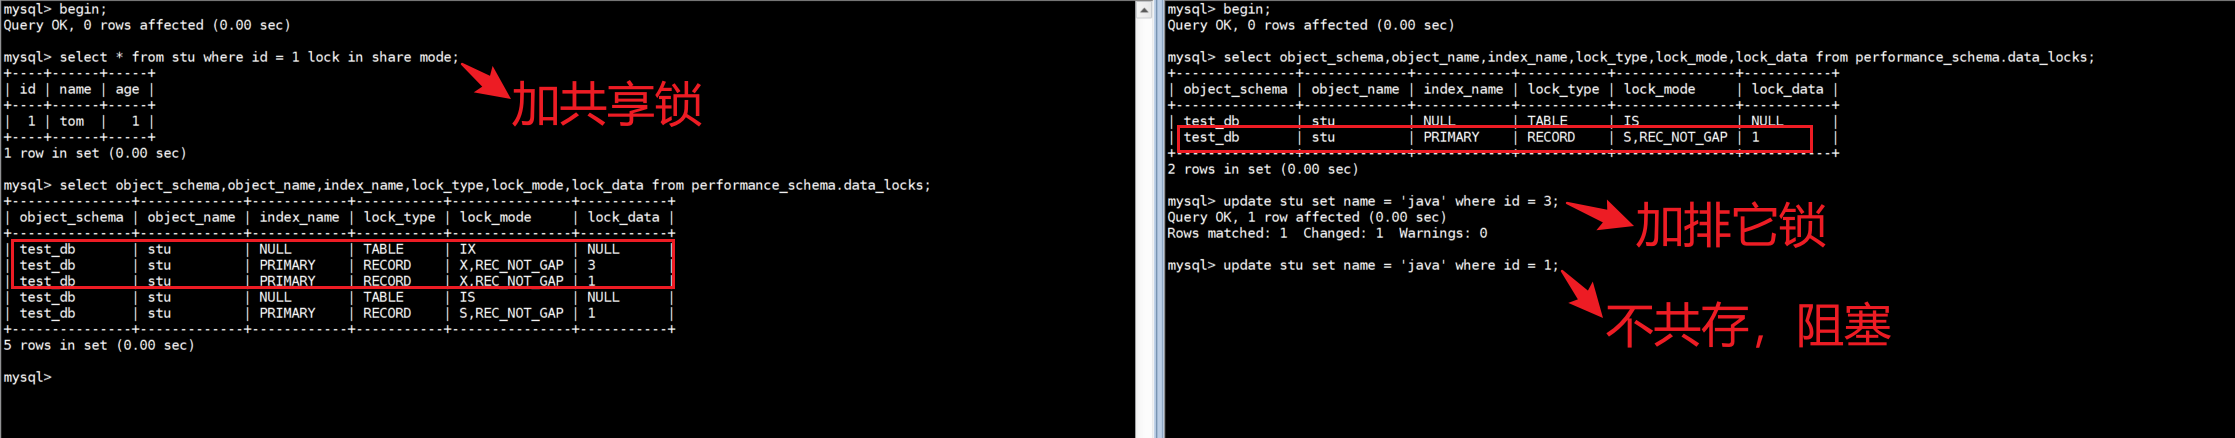 mysql> begin;
Query OK, 0 rows affected (0.00 sec)
mysql> select * from stu where id = 1 lock in share mode;
+----+------+-----+
| id | name | age |
+----+------+-----+
|  1 | tom  |   1 |
+----+------+-----+
1 row in set (0.00 sec)
加共享锁
mysql> select object_schema,object_name,index_name,lock_type,lock_mode,lock_data from performance_schema.data_locks;
+---------------+-------------+------------+-----------+---------------+-----------+
| object_schema | object_name | index_name | lock_type | lock_mode     | lock_data |
+---------------+-------------+------------+-----------+---------------+-----------+
| test_db       | stu         | NULL       | TABLE     | IX            | NULL      |
| test_db       | stu         | PRIMARY    | RECORD    | X,REC_NOT_GAP | 3         |
| test_db       | stu         | PRIMARY    | RECORD    | X,REC_NOT_GAP | 1         |
| test_db       | stu         | NULL       | TABLE     | IS            | NULL      |
| test_db       | stu         | PRIMARY    | RECORD    | S,REC_NOT_GAP | 1         |
+---------------+-------------+------------+-----------+---------------+-----------+
5 rows in set (0.00 sec)
mysql>
mysql> begin;
Query OK, 0 rows affected (0.00 sec)
mysql> select object_schema,object_name,index_name,lock_type,lock_mode,lock_data from performance_schema.data_locks;
+---------------+-------------+------------+-----------+---------------+-----------+
| object_schema | object_name | index_name | lock_type | lock_mode     | lock_data |
+---------------+-------------+------------+-----------+---------------+-----------+
| test_db       | stu         | NULL       | TABLE     | IS            | NULL      |
| test_db       | stu         | PRIMARY    | RECORD    | S,REC_NOT_GAP | 1         |
+---------------+-------------+------------+-----------+---------------+-----------+
2 rows in set (0.00 sec)
mysql> update stu set name = 'java' where id = 3;
Query OK, 1 row affected (0.00 sec)
Rows matched: 1  Changed: 1  Warnings: 0
加排它锁
mysql> update stu set name = 'java' where id = 1;
不共存，阻塞